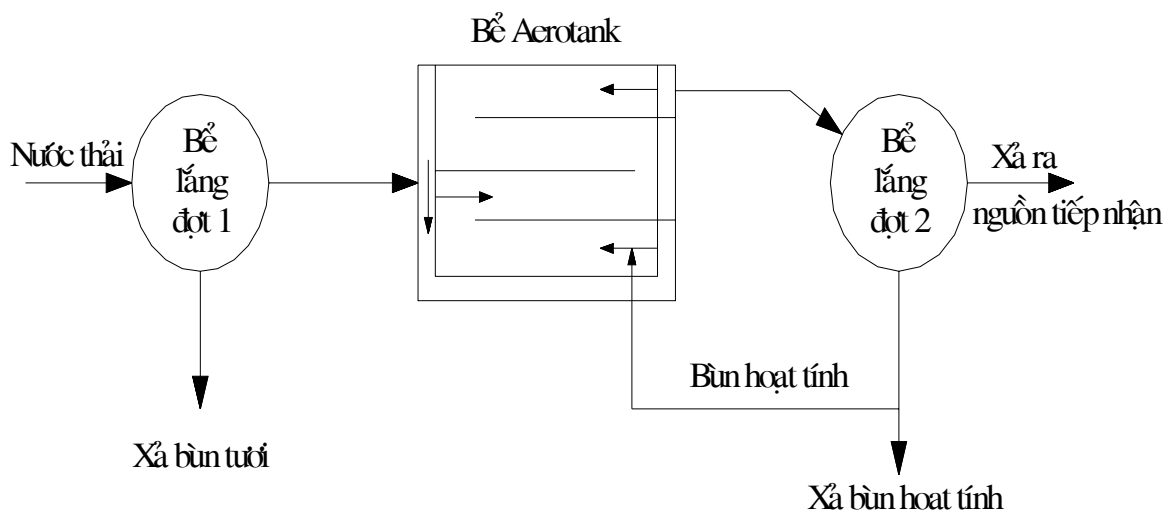 Bể Aerotank
Nước thải
Bể
lắng
đợt 1
Bể
lắng
đợt 2
Xả ra
nguồn tiếp nhận
Bùn hoạt tính
Xả bùn tươi
Xả bùn hoạt tính